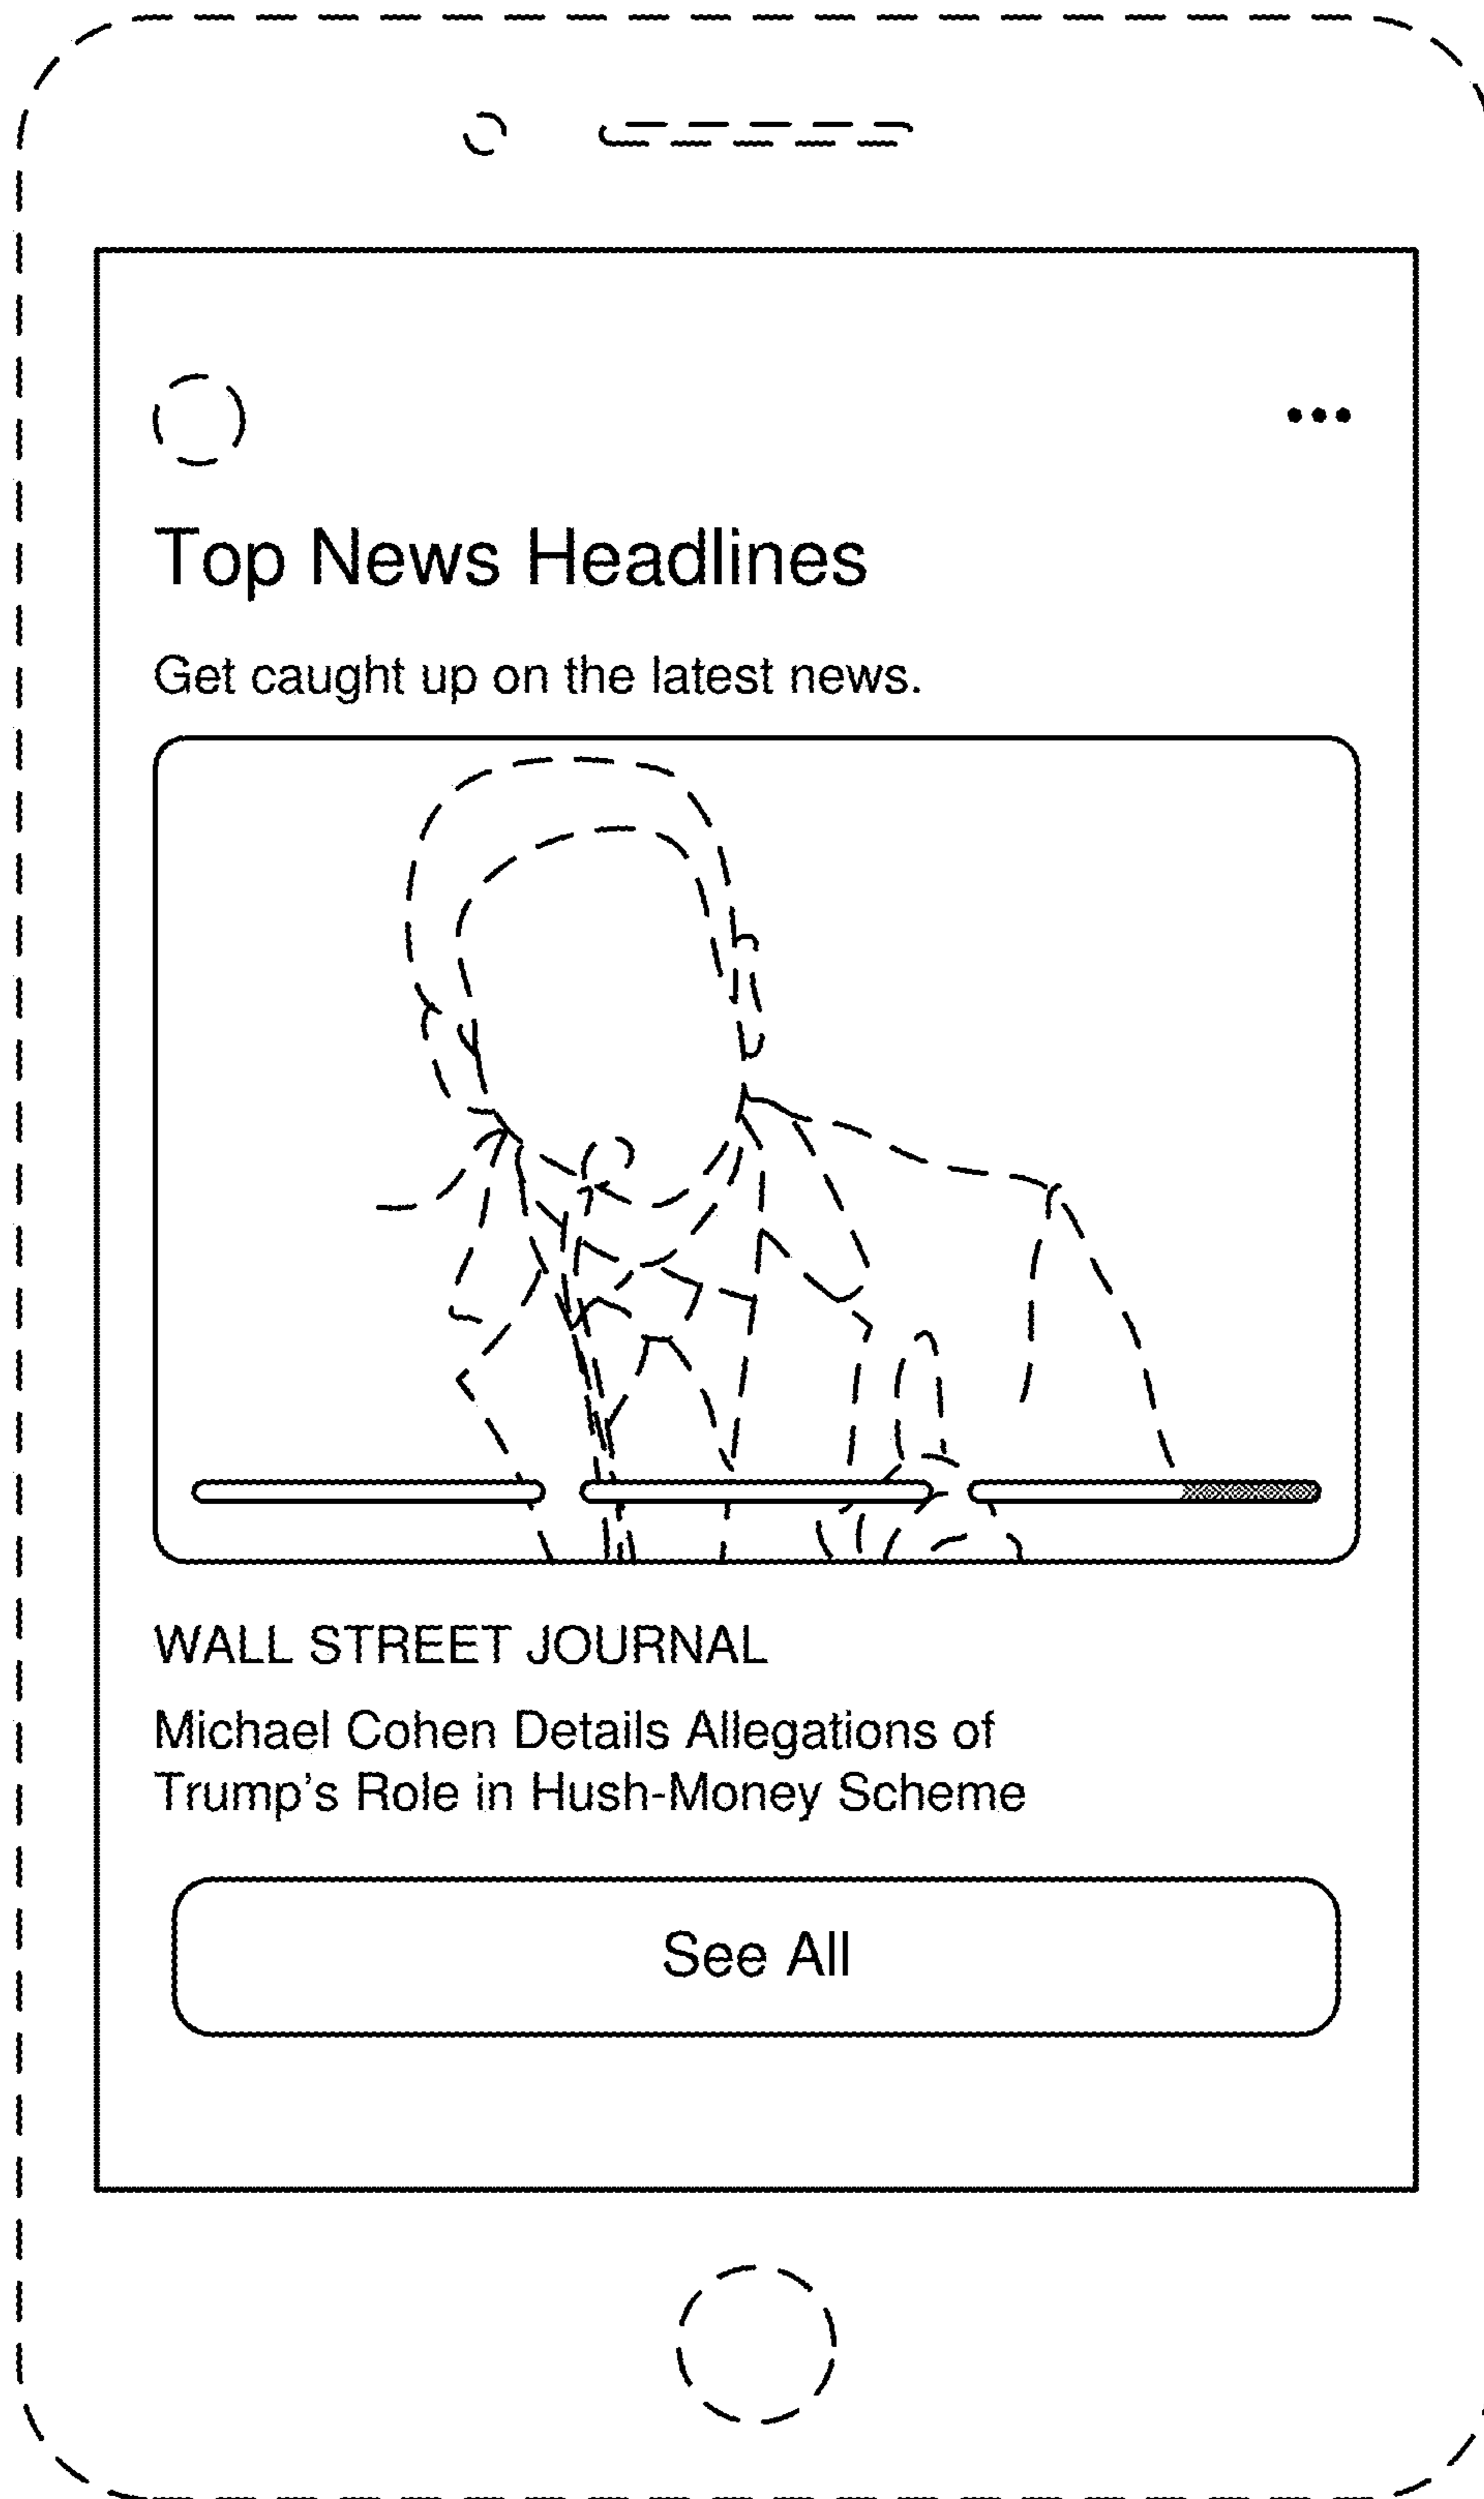 Top News Headlines
Get caught up on the latest news.
WALL STREET JOURNAL
Michael Cohen Details Allegations of
Trump's Role in Hush-Money Scheme
See All